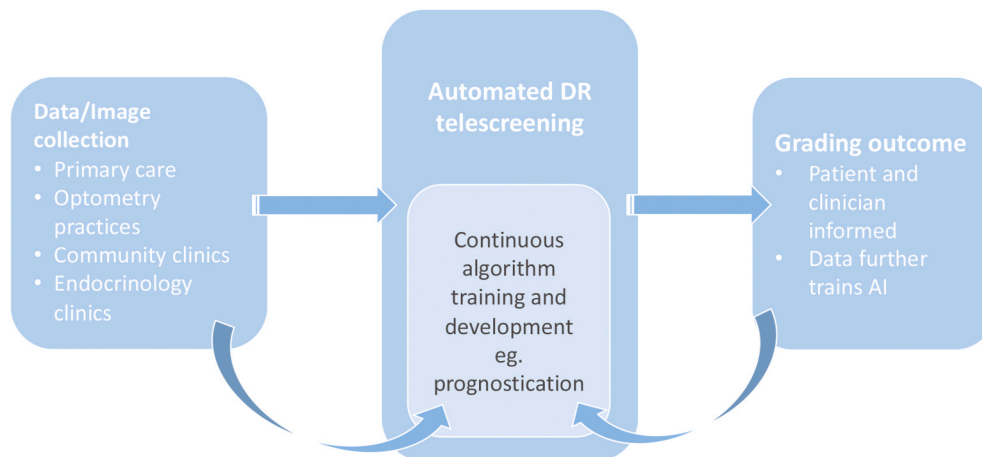 Data/Image
collection
• Primary care
• Optometry
practices
• Community clinics
• Endocrinology
clinics
Automated DR
telescreening
Continuous
algorithm
training and
development
eg.
prognostication
Grading outcome
• Patient and
clinician
informed
• Data further
trains AI